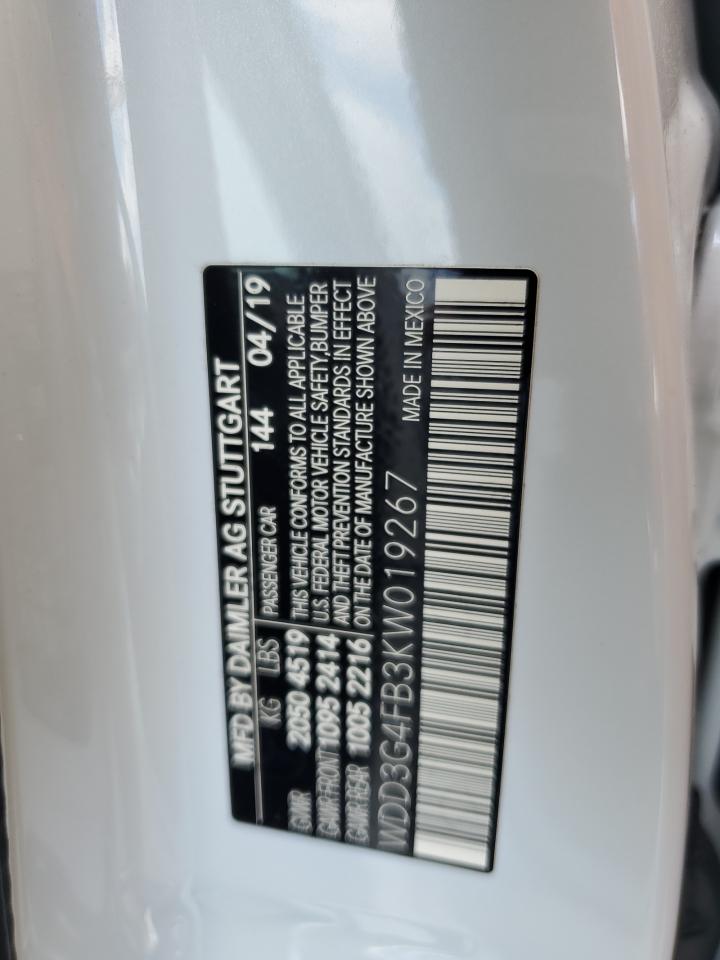 MFD BY DAIMLER AG STUTTGART
KG LBS PASSENGER CAR 144 04/19
GVWR 2050 4519 THIS VEHICLE CONFORMS TO ALL APPLICABLE
GAWR FRONT 1095 2414 U.S. FEDERAL MOTOR VEHICLE SAFETY,BUMPER
GAWR REAR 1005 2216 AND THEFT PREVENTION STANDARDS IN EFFECT
ON THE DATE OF MANUFACTURE SHOWN ABOVE
WDD3G4FB3KW019267 MADE IN MEXICO